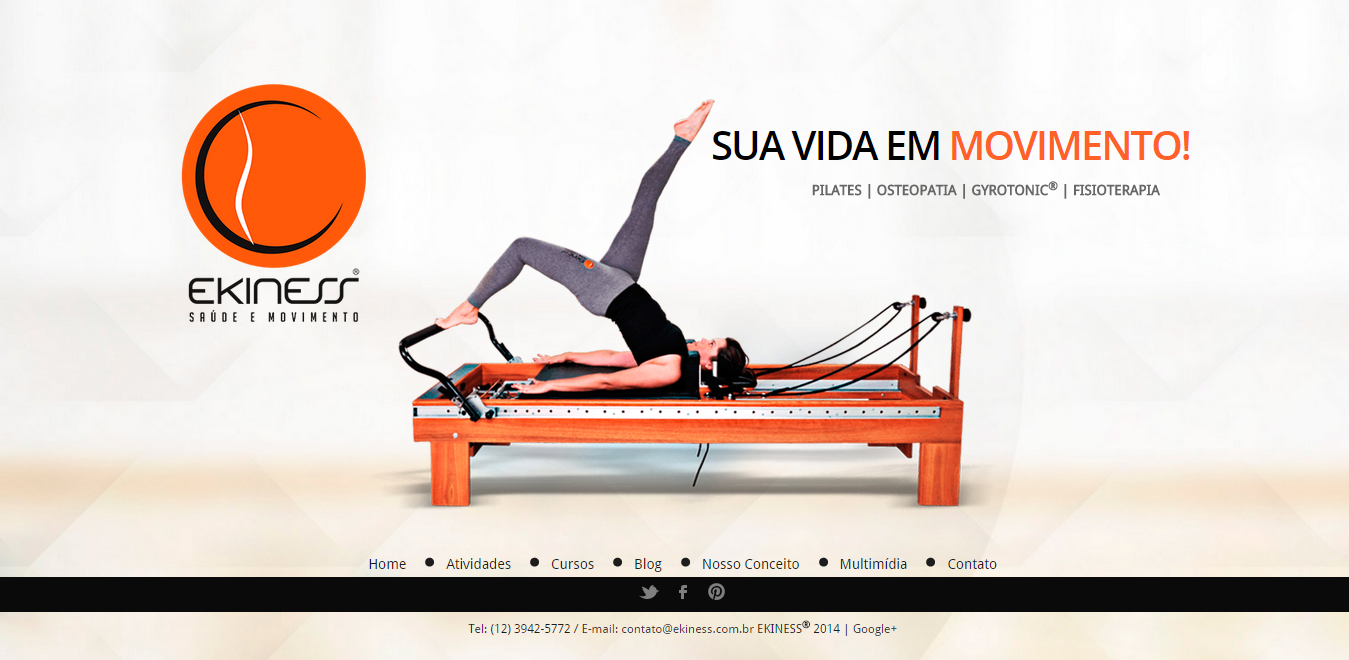 SUA VIDA EM MOVIMENTO!
PILATES | OSTEOPATIA | GYROTONIC® | FISIOTERAPIA
EKINESS®
SAÚDE E MOVIMENTO
Home • Atividades • Cursos • Blog • Nosso Conceito • Multimídia • Contato
Tel: (12) 3942-5772 / E-mail: contato@ekiness.com.br EKINESS® 2014 | Google+